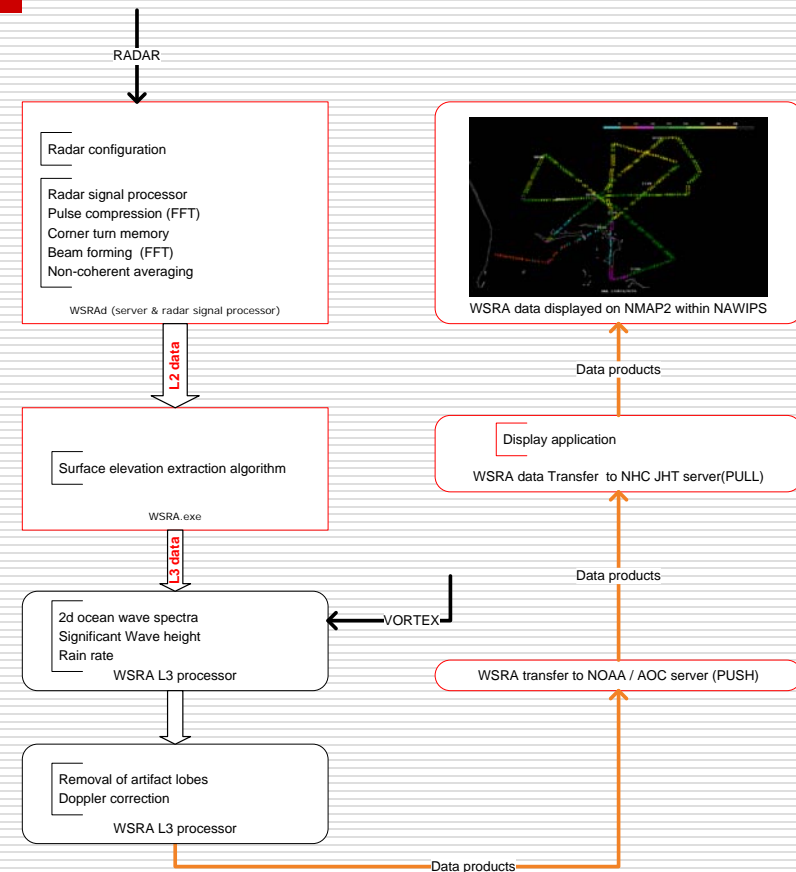 RADAR
Radar configuration
Radar signal processor
Pulse compression (FFT)
Corner turn memory
Beam forming (FFT)
Non-coherent averaging
WSRAd (server & radar signal processor)
L2 data
Surface elevation extraction algorithm
WSRA.exe
L3 data
2d ocean wave spectra
Significant Wave height
Rain rate
WSRA L3 processor
VORTEX
Removal of artifact lobes
Doppler correction
WSRA L3 processor
Data products
WSRA transfer to NOAA / AOC server (PUSH)
Data products
Display application
WSRA data Transfer to NHC JHT server(PULL)
Data products
WSRA data displayed on NMAP2 within NAWIPS